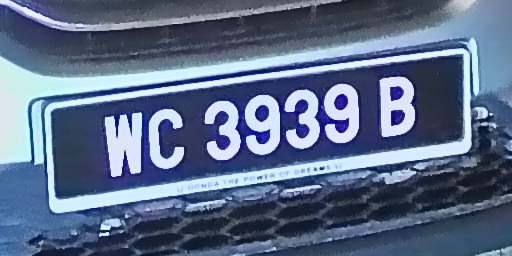 WC 3939 B
HONDA THE POWER OF DREAMS